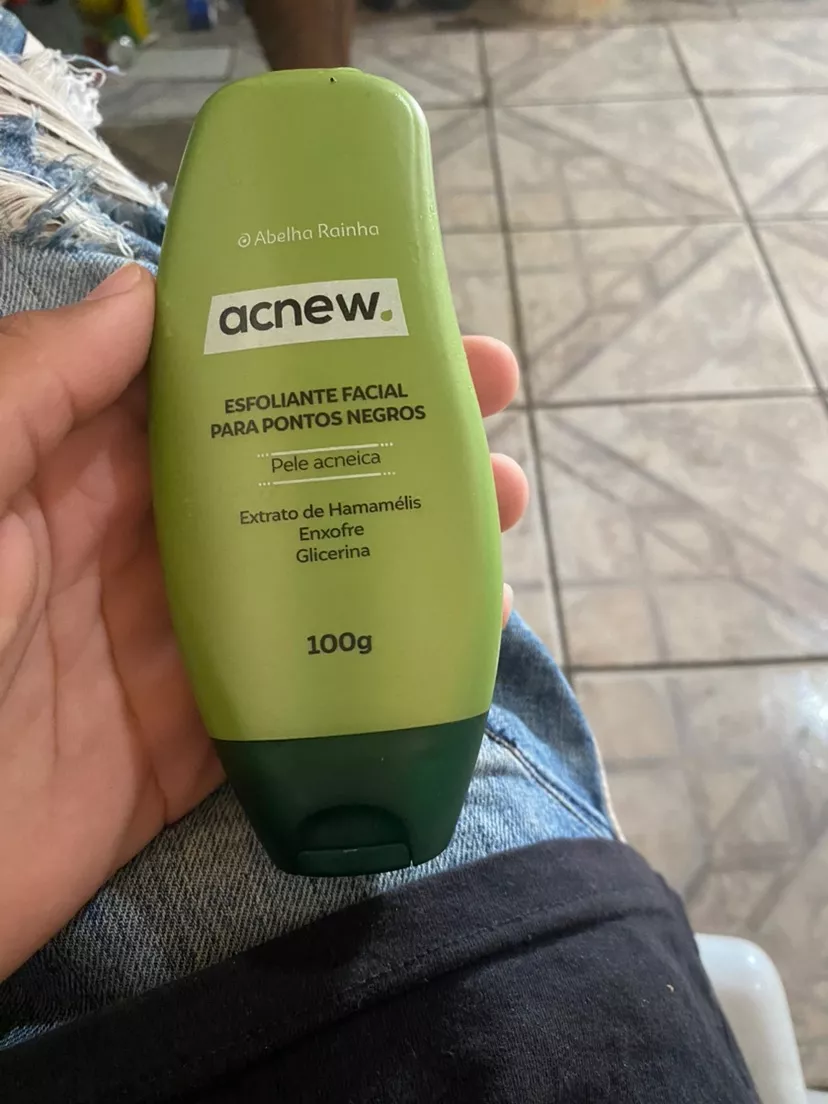 Abelha Rainha
acnew.
ESFOLIANTE FACIAL
PARA PONTOS NEGROS
Pele acneica
Extrato de Hamamélis
Enxofre
Glicerina
100g